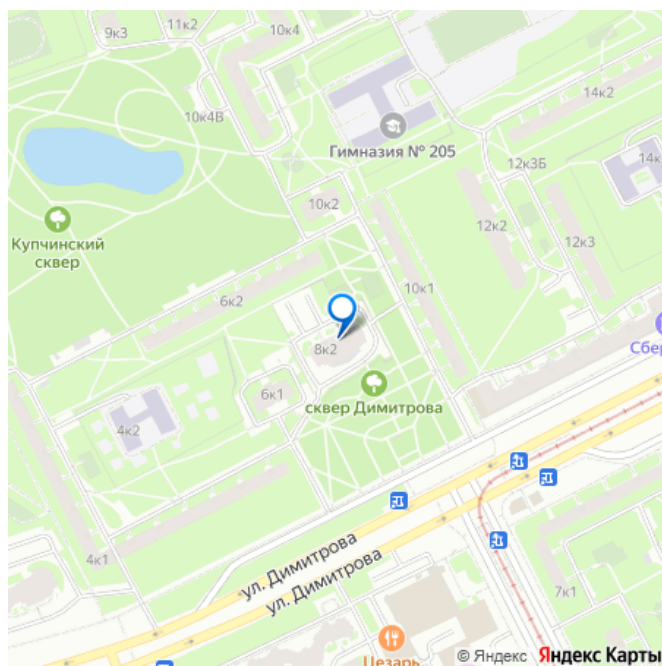 9к3
11к2
10к4
14к2
10к4В
Гимназия № 205
12к3Б
14к
10к2
12к2
Купчинский
сквер
12к3
10к1
6к2
Сбер
8к2
6к1
сквер Димитрова
4к2
4к1
ул. Димитрова
ул. Димитрова
7к1
Цезарь
© Яндекс Яндекс Карты